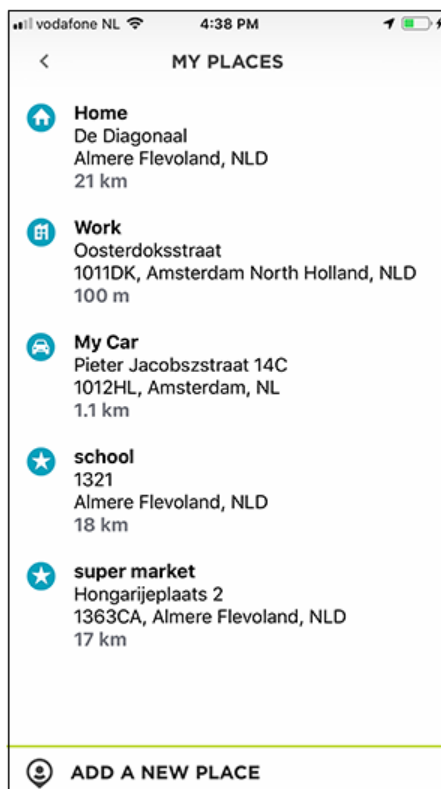 vodafone NL 4:38 PM
MY PLACES
Home
De Diagonaal
Almere Flevoland, NLD
21 km
Work
Oosterdoksstraat
1011DK, Amsterdam North Holland, NLD
100 m
My Car
Pieter Jacobszstraat 14C
1012HL, Amsterdam, NL
1.1 km
school
1321
Almere Flevoland, NLD
18 km
super market
Hongarijeplaats 2
1363CA, Almere Flevoland, NLD
17 km
ADD A NEW PLACE